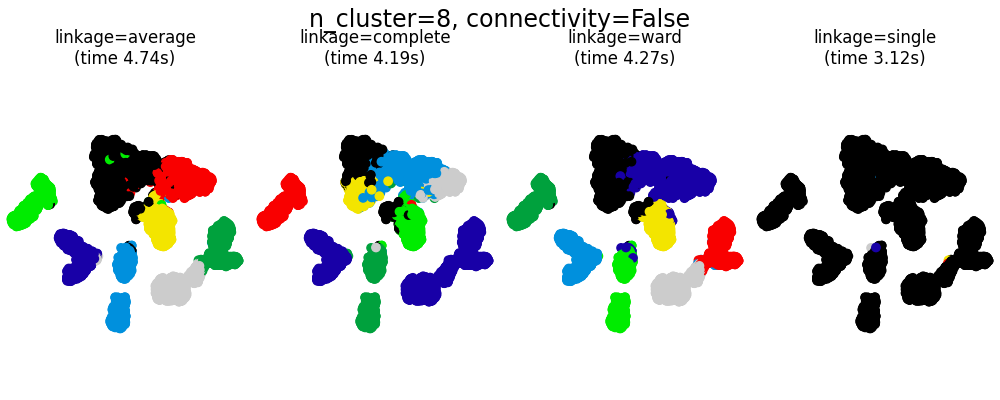 n_cluster=8, connectivity=False
linkage=average
(time 4.74s)
linkage=complete
(time 4.19s)
linkage=ward
(time 4.27s)
linkage=single
(time 3.12s)